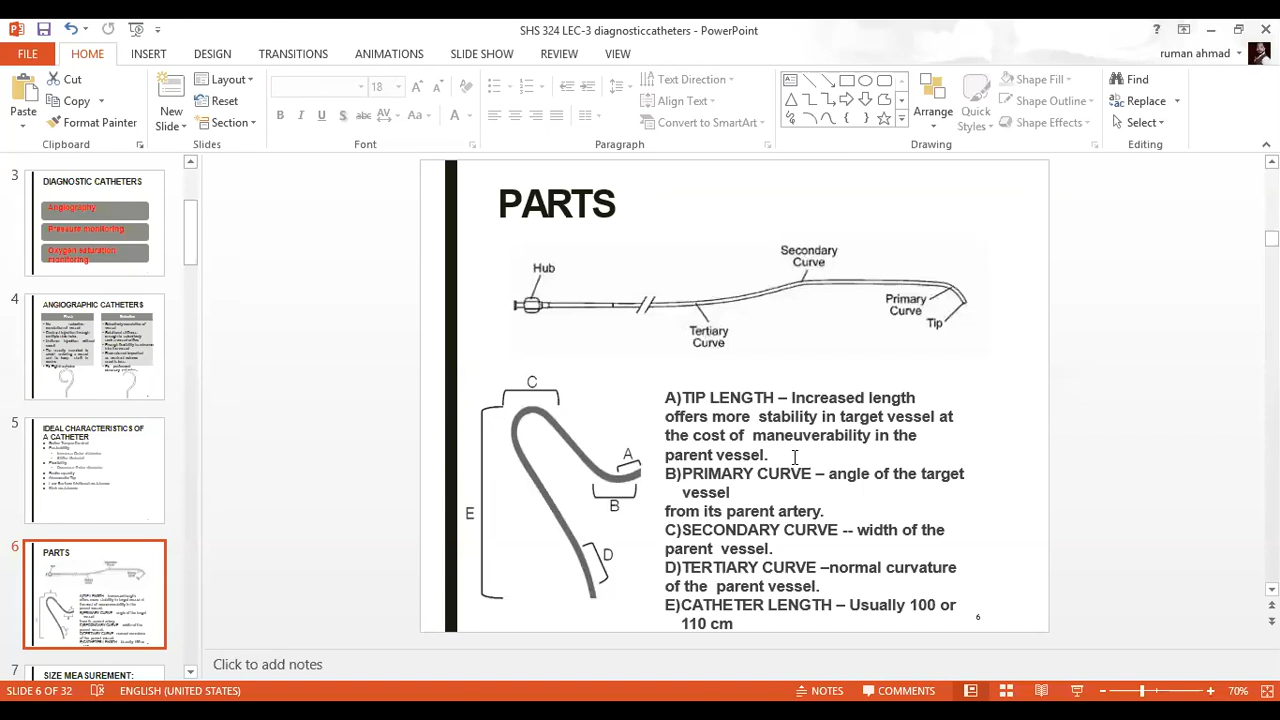 SHS 324 LEC-3 diagnosticcatheters - PowerPoint
FILE HOME INSERT DESIGN TRANSITIONS ANIMATIONS SLIDE SHOW REVIEW VIEW ruman ahmad
Paste
Cut
Copy
Format Painter
Clipboard
New
Slide
Layout
Reset
Section
Slides
18
B I U S abc AV Aa A
Font
Text Direction
Align Text
Convert to SmartArt
Paragraph
Arrange
Quick
Styles
Shape Fill
Shape Outline
Shape Effects
Drawing
Find
Replace
Select
Editing
3
DIAGNOSTIC CATHETERS
Angiography
Pressure monitoring
Oxygen saturation
monitoring
4
ANGIOGRAPHIC CATHETERS
5
IDEAL CHARACTERISTICS OF
A CATHETER
6
PARTS
7
SIZE MEASUREMENT:
PARTS
Hub
Secondary
Curve
Primary
Curve
Tip
Tertiary
Curve
C
A
B
E
D
A)TIP LENGTH – Increased length
offers more stability in target vessel at
the cost of maneuverability in the
parent vessel.
B)PRIMARY CURVE – angle of the target
vessel
from its parent artery.
C)SECONDARY CURVE -- width of the
parent vessel.
D)TERTIARY CURVE –normal curvature
of the parent vessel.
E)CATHETER LENGTH – Usually 100 or
110 cm
6
Click to add notes
SLIDE 6 OF 32 ENGLISH (UNITED STATES) NOTES COMMENTS 70%